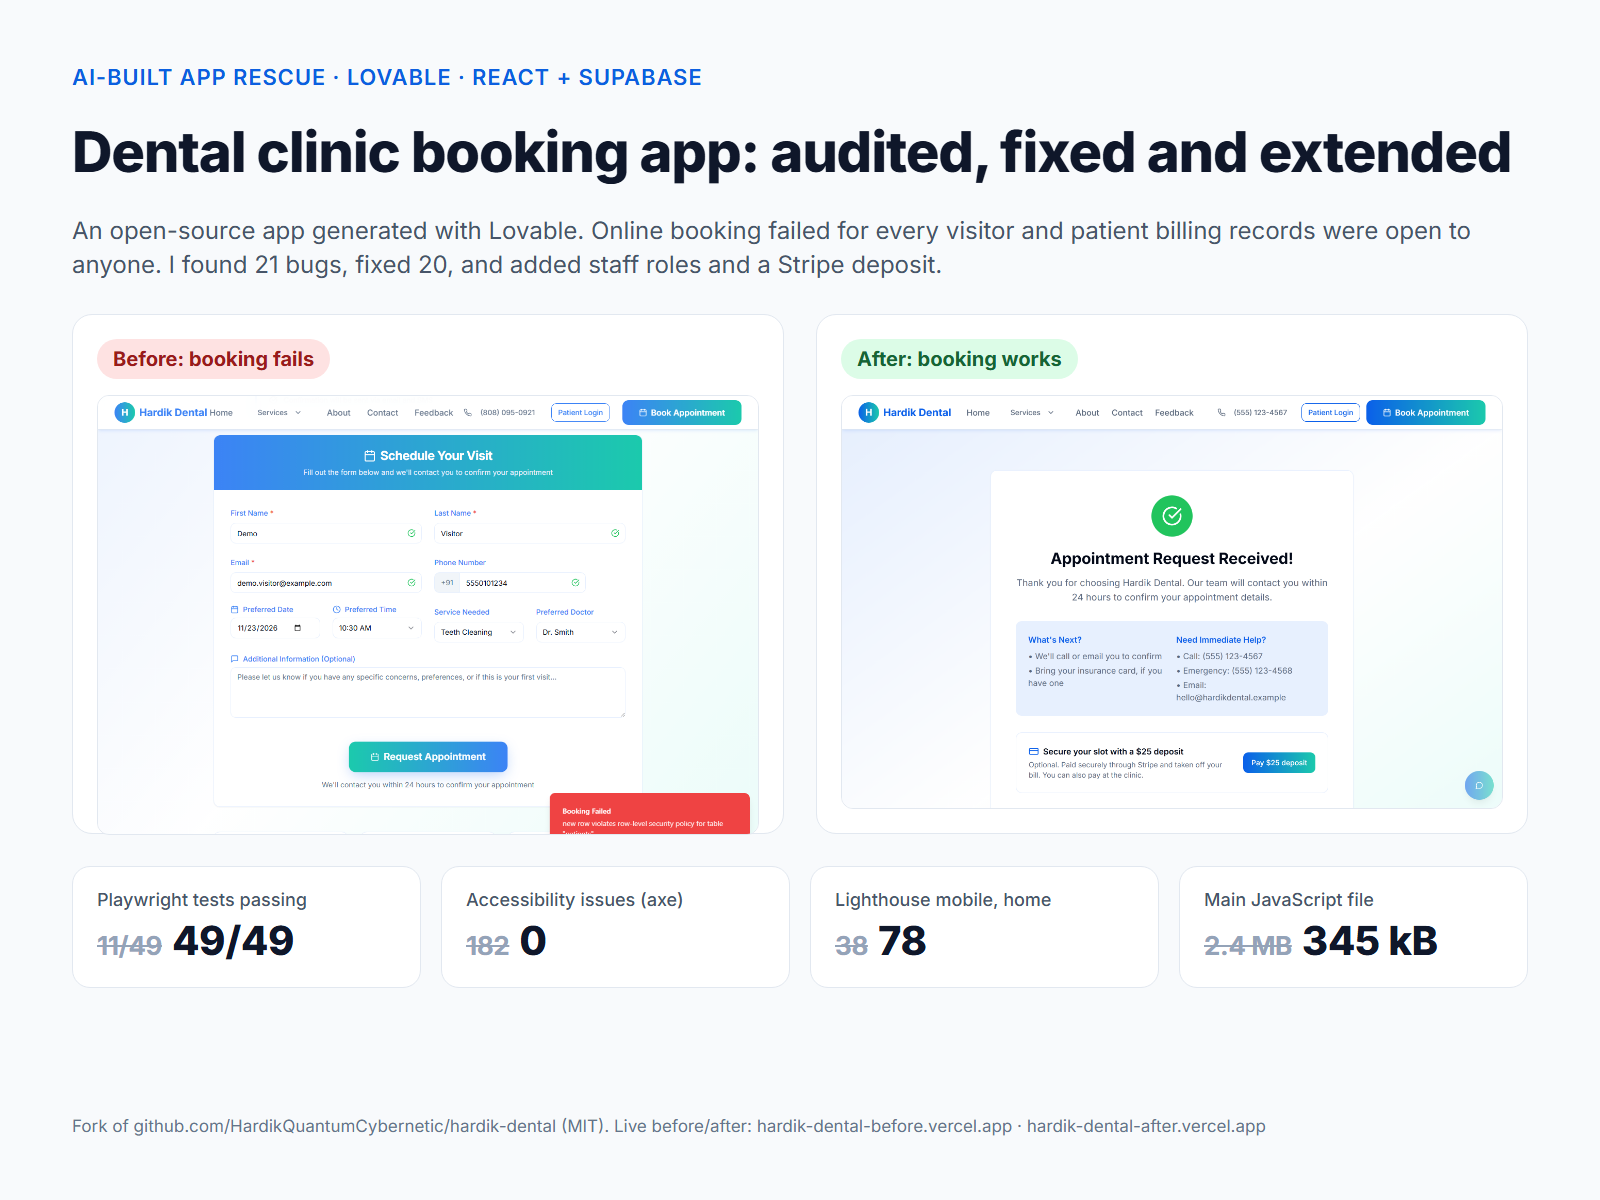 AI-BUILT APP RESCUE · LOVABLE · REACT + SUPABASE
Dental clinic booking app: audited, fixed and extended
An open-source app generated with Lovable. Online booking failed for every visitor and patient billing records were open to
anyone. I found 21 bugs, fixed 20, and added staff roles and a Stripe deposit.
Before: booking fails
H Hardik Dental Home Services About Contact Feedback (808) 095-0921 Patient Login Book Appointment
Schedule Your Visit
Fill out the form below and we'll contact you to confirm your appointment
First Name * Last Name *
Demo Visitor
Email * Phone Number
demo.visitor@example.com +91 5550101234
Preferred Date Preferred Time Service Needed Preferred Doctor
11/23/2026 10:30 AM Teeth Cleaning Dr. Smith
Additional Information (Optional)
Please let us know if you have any specific concerns, preferences, or if this is your first visit...
Request Appointment
We'll contact you within 24 hours to confirm your appointment
Booking Failed
new row violates row-level security policy for table
After: booking works
H Hardik Dental Home Services About Contact Feedback (555) 123-4567 Patient Login Book Appointment
Appointment Request Received!
Thank you for choosing Hardik Dental. Our team will contact you within
24 hours to confirm your appointment details.
What's Next?
• We'll call or email you to confirm
• Bring your insurance card, if you
have one
Need Immediate Help?
• Call: (555) 123-4567
• Emergency: (555) 123-4568
• Email:
hello@hardikdental.example
Secure your slot with a $25 deposit
Optional. Paid securely through Stripe and taken off your
bill. You can also pay at the clinic.
Pay $25 deposit
Playwright tests passing
11/49 49/49
Accessibility issues (axe)
182 0
Lighthouse mobile, home
38 78
Main JavaScript file
2.4 MB 345 kB
Fork of github.com/HardikQuantumCybernetic/hardik-dental (MIT). Live before/after: hardik-dental-before.vercel.app · hardik-dental-after.vercel.app